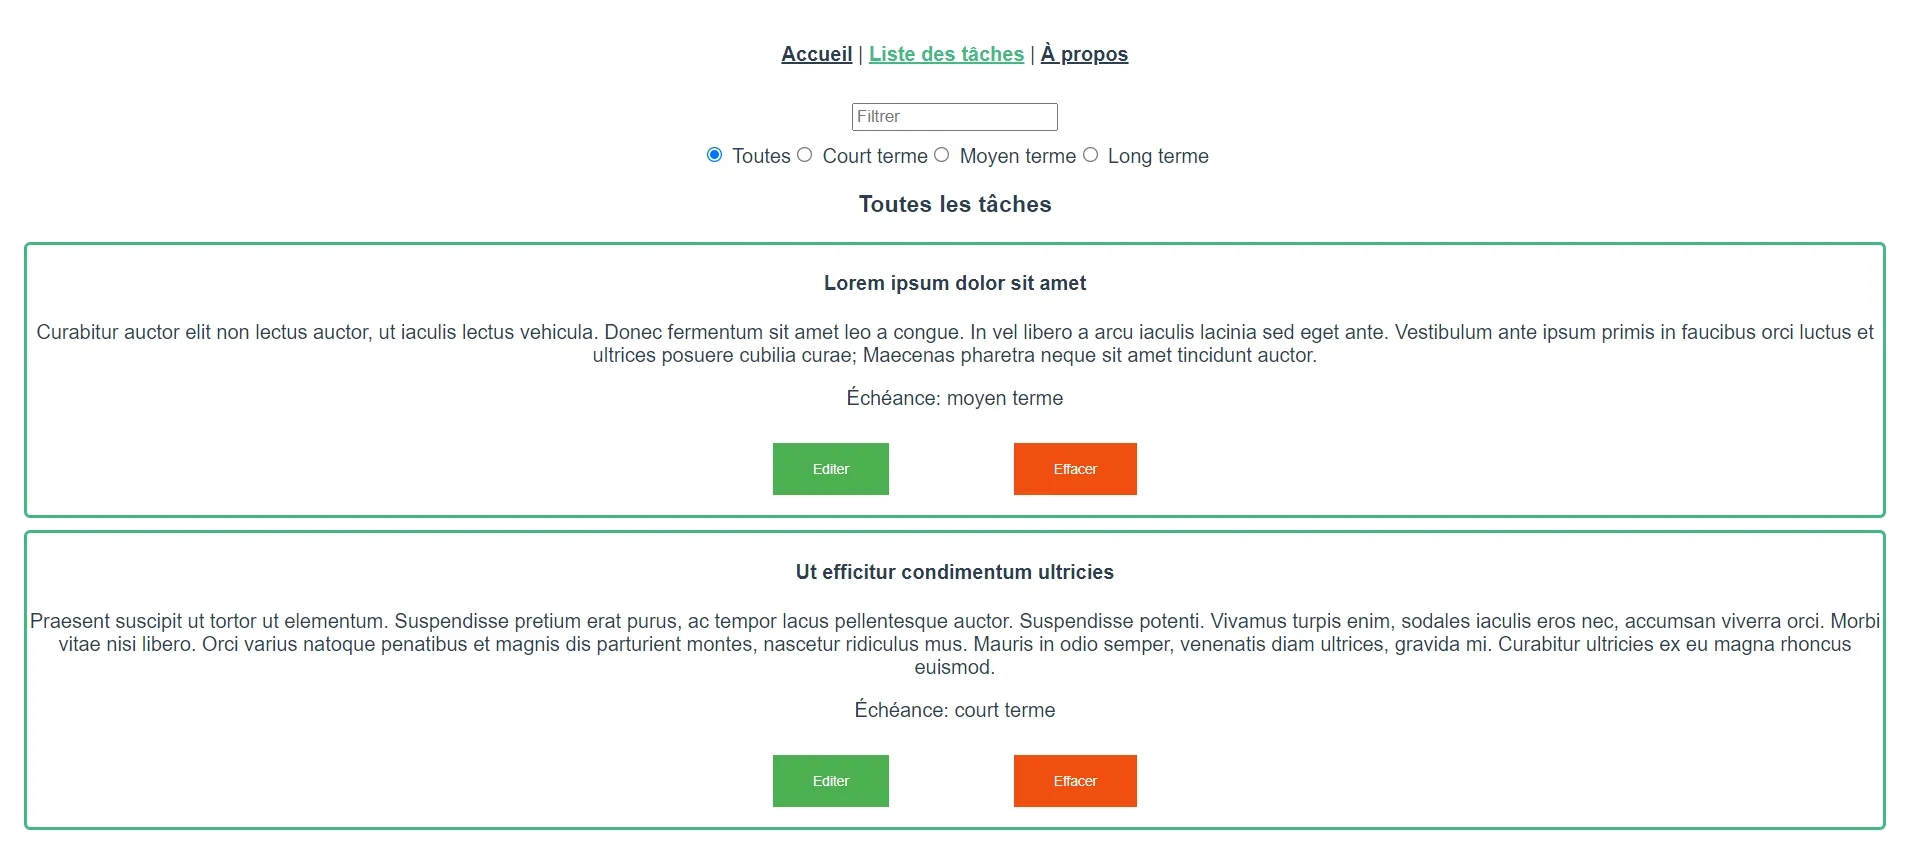 Accueil | Liste des tâches | À propos
Filtrer
Toutes Court terme Moyen terme Long terme
Toutes les tâches
Lorem ipsum dolor sit amet
Curabitur auctor elit non lectus auctor, ut iaculis lectus vehicula. Donec fermentum sit amet leo a congue. In vel libero a arcu iaculis lacinia sed eget ante. Vestibulum ante ipsum primis in faucibus orci luctus et
ultrices posuere cubilia curae; Maecenas pharetra neque sit amet tincidunt auctor.
Échéance: moyen terme
Editer Effacer
Ut efficitur condimentum ultricies
Praesent suscipit ut tortor ut elementum. Suspendisse pretium erat purus, ac tempor lacus pellentesque auctor. Suspendisse potenti. Vivamus turpis enim, sodales iaculis eros nec, accumsan viverra orci. Morbi
vitae nisi libero. Orci varius natoque penatibus et magnis dis parturient montes, nascetur ridiculus mus. Mauris in odio semper, venenatis diam ultrices, gravida mi. Curabitur ultricies ex eu magna rhoncus
euismod.
Échéance: court terme
Editer Effacer